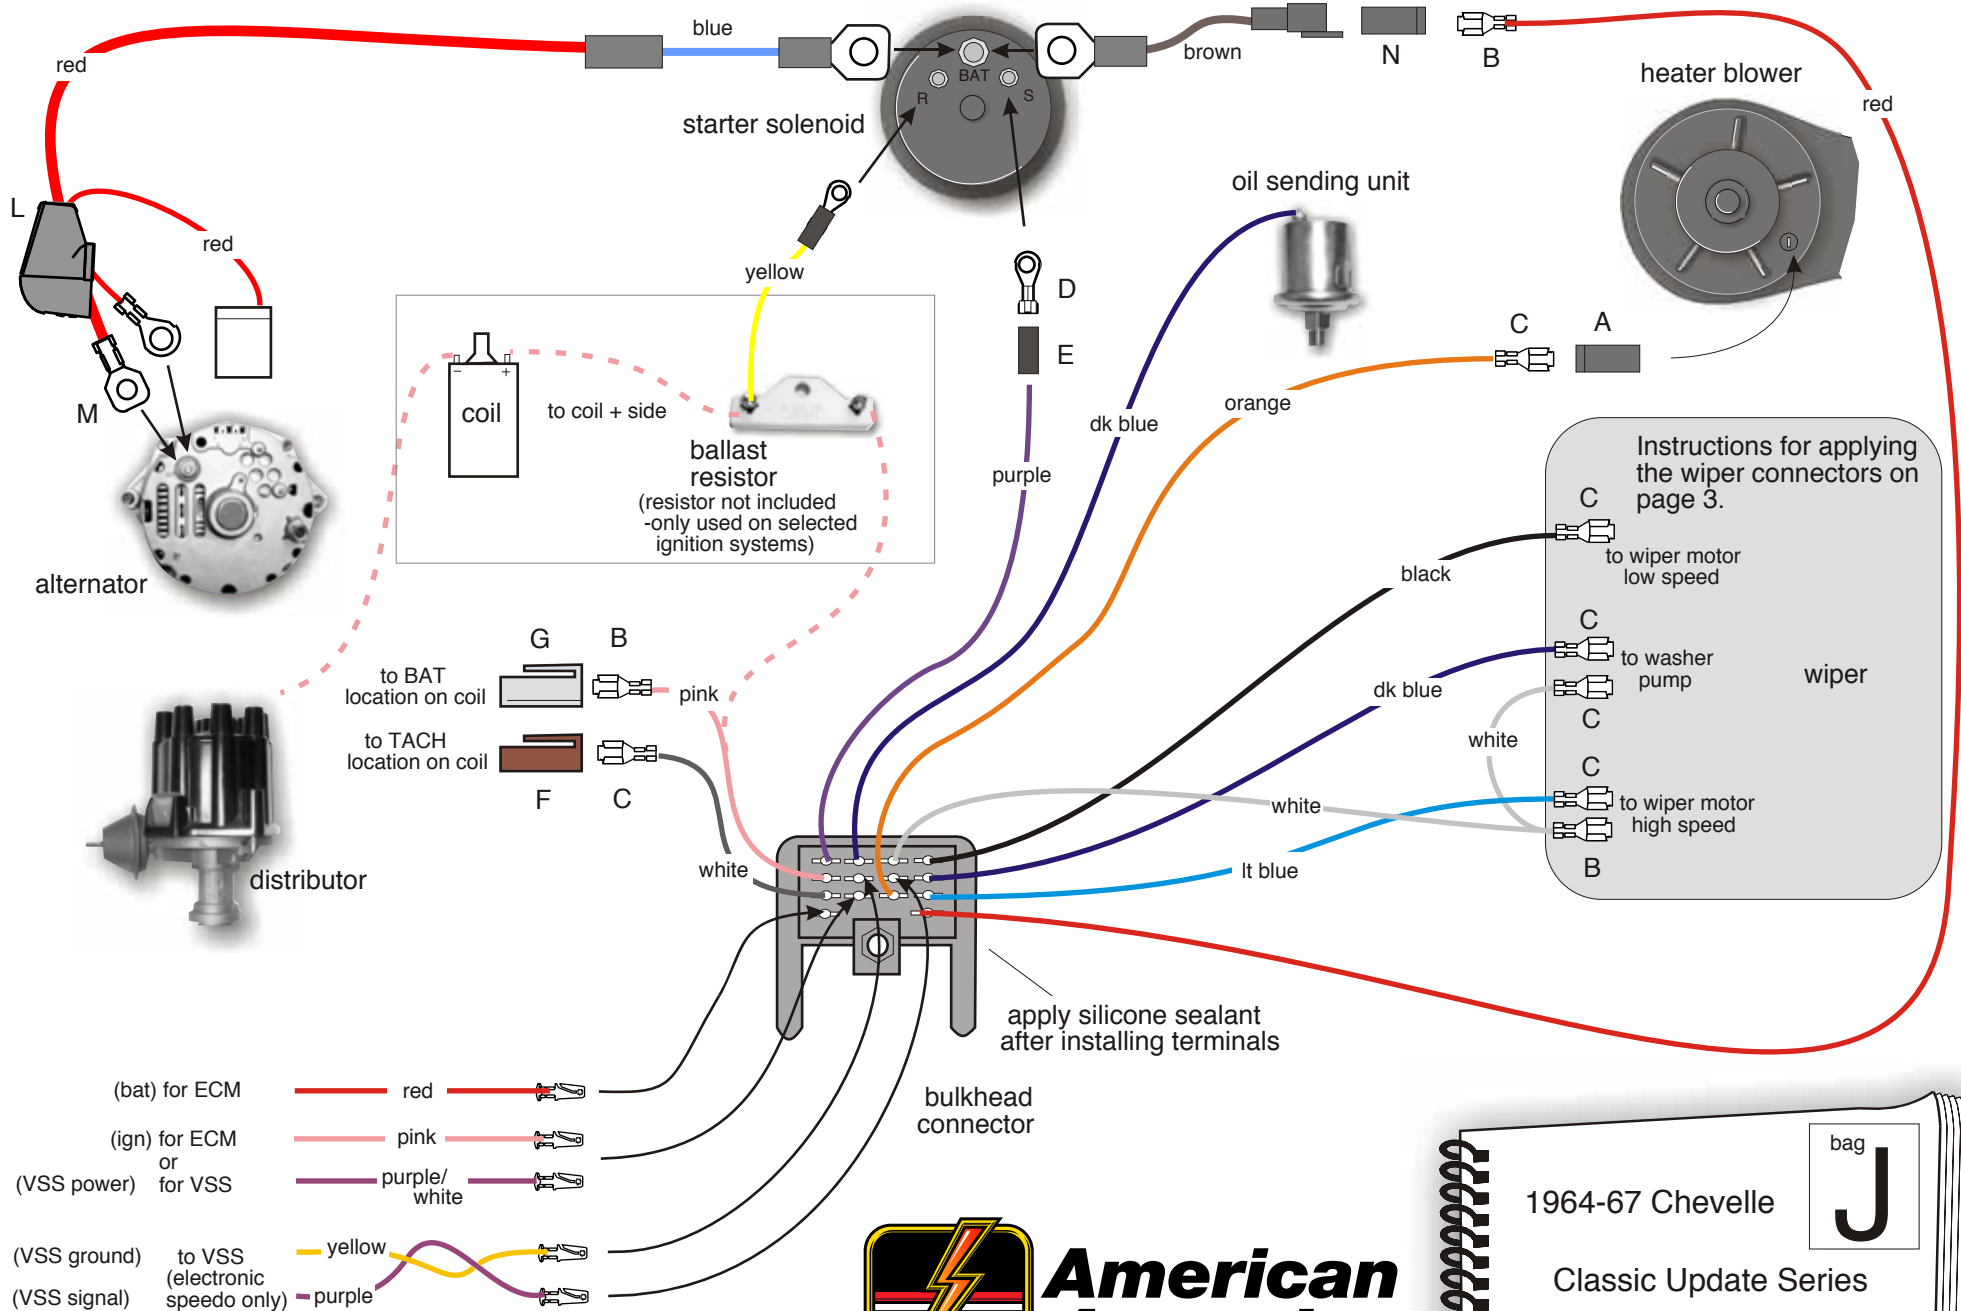 blue
brown
N
B
red
red
heater blower
BAT
R
S
starter solenoid
L
red
oil sending unit
yellow
D
E
C
A
M
−
+
coil
to coil + side
ballast
resistor
(resistor not included
-only used on selected
ignition systems)
purple
dk blue
orange
alternator
Instructions for applying
the wiper connectors on
page 3.
C
to wiper motor
low speed
black
C
to washer
pump
wiper
dk blue
C
white
C
to wiper motor
high speed
B
G
B
to BAT
location on coil
pink
to TACH
location on coil
F
C
white
white
lt blue
distributor
apply silicone sealant
after installing terminals
bulkhead
connector
(bat) for ECM
red
(ign) for ECM
pink
or
(VSS power)
for VSS
purple/
white
(VSS ground)
to VSS
yellow
(electronic
(VSS signal)
speedo only)
purple
American
bag
J
1964-67 Chevelle
Classic Update Series